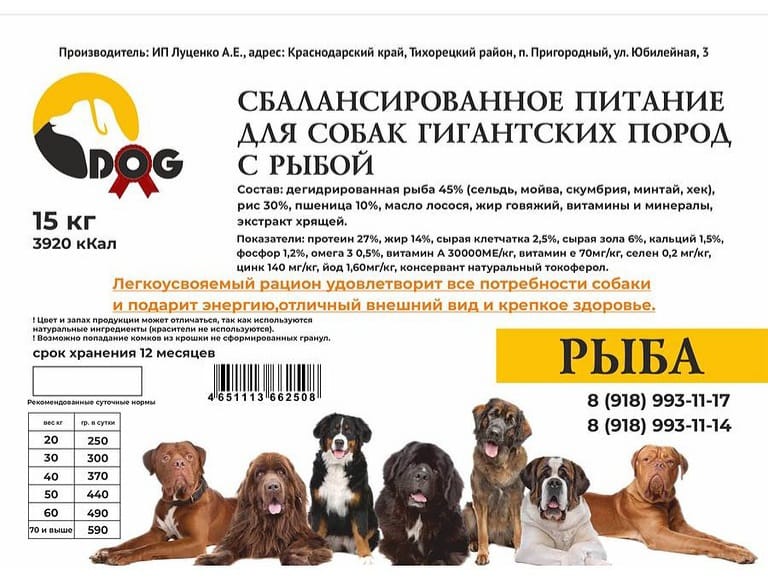 Производитель: ИП Луценко А.Е., адрес: Краснодарский край, Тихорецкий район, п. Пригородный, ул. Юбилейная, 3
DOG
СБАЛАНСИРОВАННОЕ ПИТАНИЕ
ДЛЯ СОБАК ГИГАНТСКИХ ПОРОД
С РЫБОЙ
Состав: дегидрированная рыба 45% (сельдь, мойва, скумбрия, минтай, хек),
рис 30%, пшеница 10%, масло лосося, жир говяжий, витамины и минералы,
экстракт хрящей.
15 кг
3920 кКал
Показатели: протеин 27%, жир 14%, сырая клетчатка 2,5%, сырая зола 6%, кальций 1,5%,
фосфор 1,2%, омега 3 0,5%, витамин А 30000МЕ/кг, витамин е 70мг/кг, селен 0,2 мг/кг,
цинк 140 мг/кг, йод 1,60мг/кг, консервант натуральный токоферол.
Легкоусвояемый рацион удовлетворит все потребности собаки
и подарит энергию,отличный внешний вид и крепкое здоровье.
! Цвет и запах продукции может отличаться, так как используются
натуральные ингредиенты (красители не используются).
! Возможно попадание комков из крошки не сформированных гранул.
срок хранения 12 месяцев
РЫБА
4 651113 662508
8 (918) 993-11-17
8 (918) 993-11-14
Рекомендованные суточные нормы
вес кг гр. в сутки
20 250
30 300
40 370
50 440
60 490
70 и выше 590